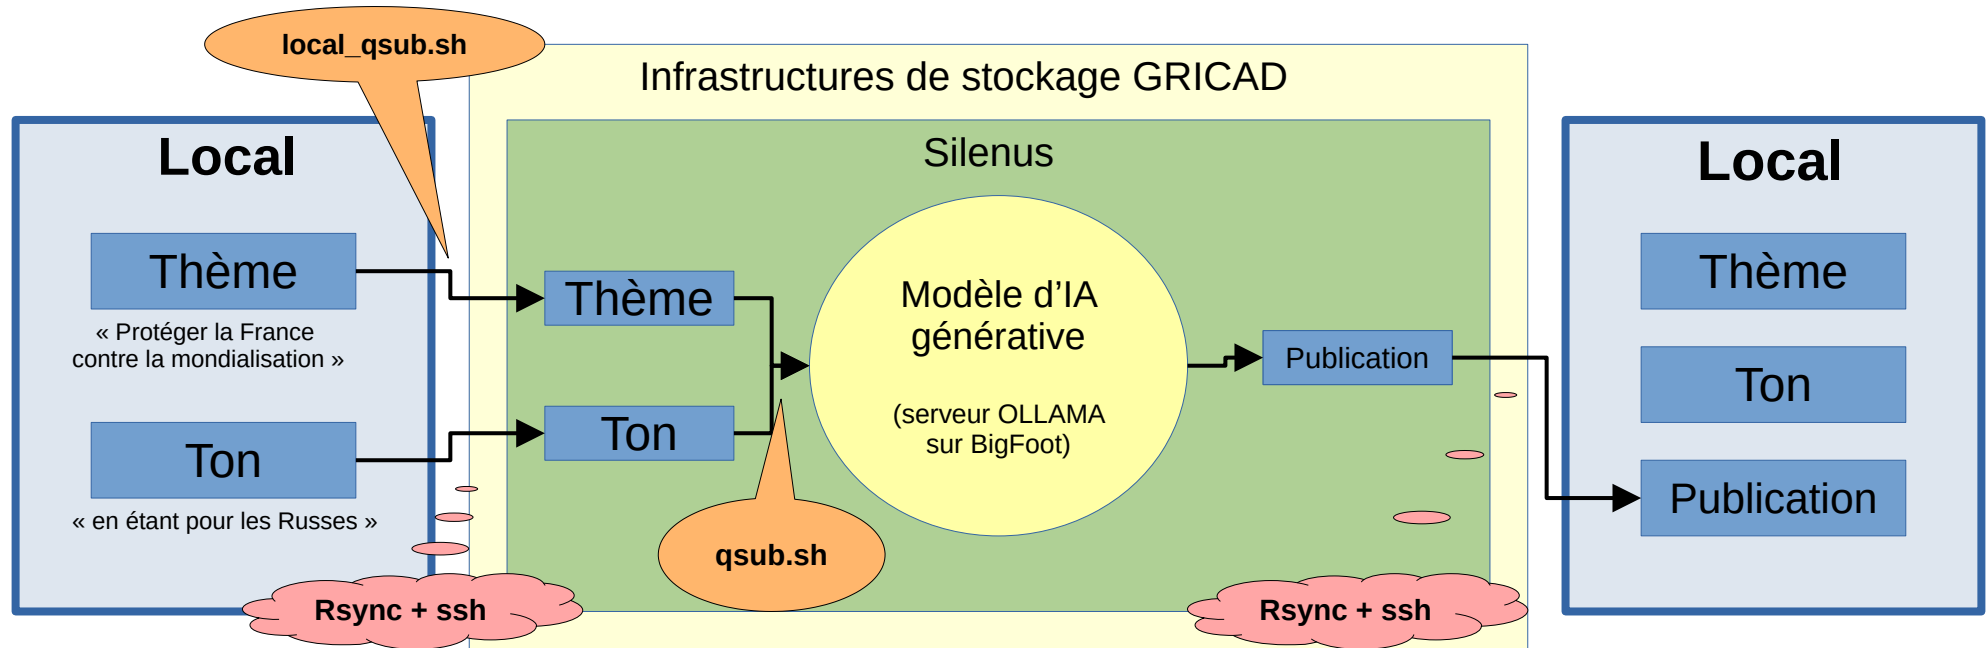 local_qsub.sh
Infrastructures de stockage GRICAD
Local
Thème
« Protéger la France
contre la mondialisation »
Ton
« en étant pour les Russes »
Rsync + ssh
Silenus
Thème
Ton
qsub.sh
Modèle d’IA
générative
(serveur OLLAMA
sur BigFoot)
Publication
Rsync + ssh
Local
Thème
Ton
Publication